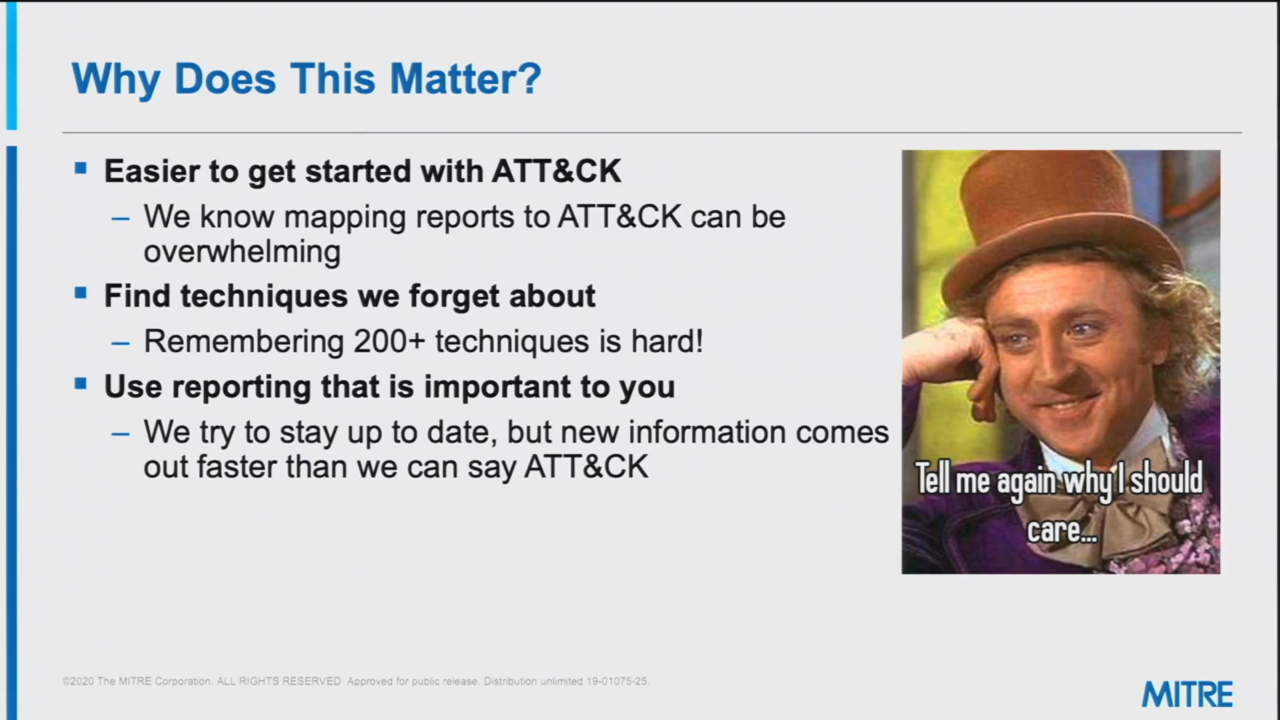 Why Does This Matter?
Easier to get started with ATT&CK
– We know mapping reports to ATT&CK can be
overwhelming
Find techniques we forget about
– Remembering 200+ techniques is hard!
Use reporting that is important to you
– We try to stay up to date, but new information comes
out faster than we can say ATT&CK
Tell me again why I should
care...
©2020 The MITRE Corporation. ALL RIGHTS RESERVED Approved for public release. Distribution unlimited 19-01075-25.
MITRE